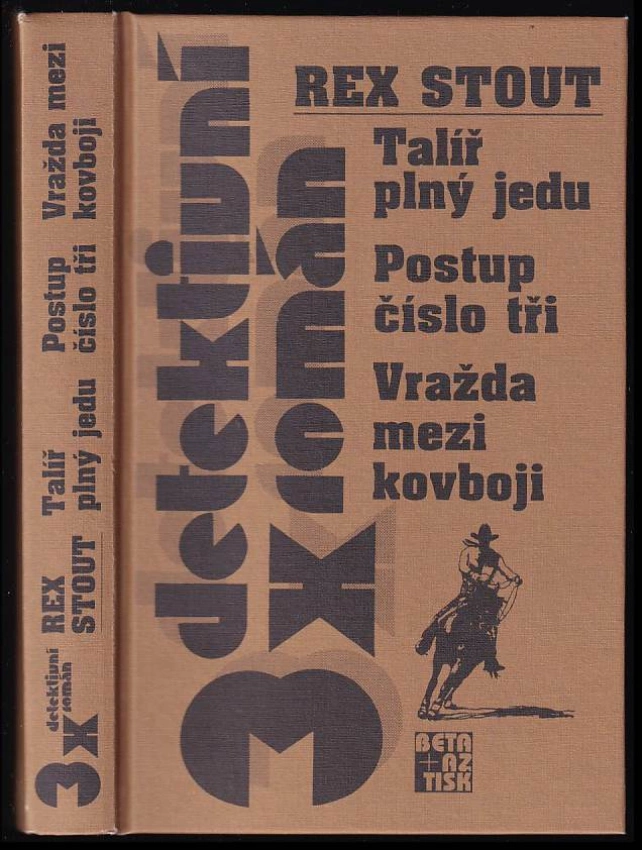 REX STOUT
Talíř
plný jedu
Postup
číslo tři
Vražda
mezi
kovboji
3x
detektivní
román
BETA
+AZ
TISK
3x
detektivní
román
REX
STOUT
Talíř
plný jedu
Postup
číslo tři
Vražda mezi
kovboji